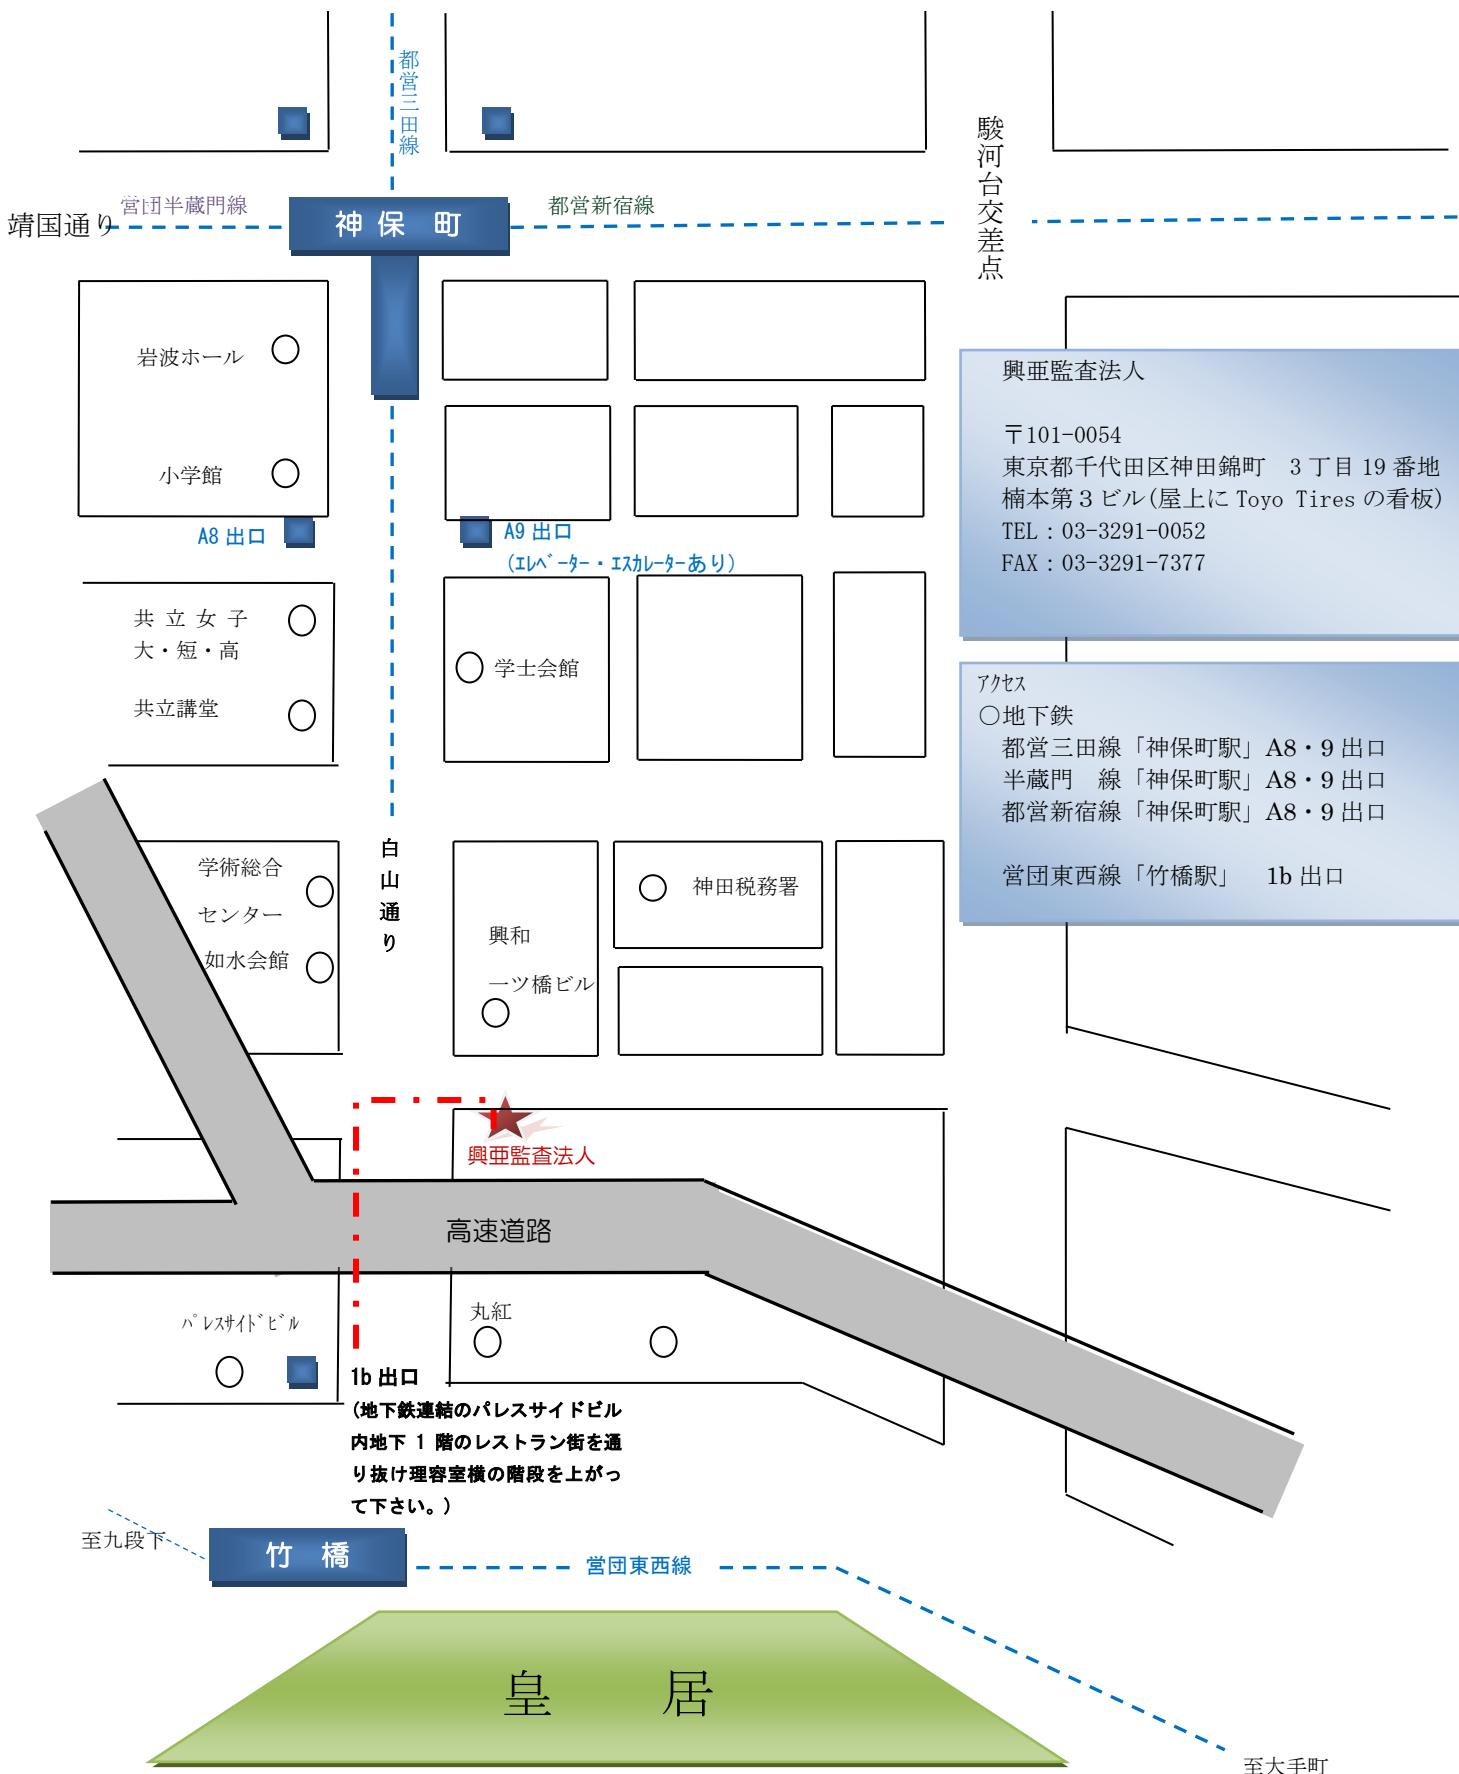 都営三田線
駿河台交差点
営団半蔵門線
都営新宿線
靖国通り
神 保　町
岩波ホール
小学館
A8 出口
A9 出口
(ｴﾚﾍﾞｰﾀｰ・ｴｽｶﾚｰﾀｰあり)
興亜監査法人
〒101-0054
東京都千代田区神田錦町　3 丁目 19 番地
楠本第３ビル(屋上に Toyo Tires の看板)
TEL：03-3291-0052
FAX：03-3291-7377
共 立 女 子
大・短・高
共立講堂
学士会館
ｱｸｾｽ
○地下鉄
都営三田線「神保町駅」A8・9 出口
半蔵門　線「神保町駅」A8・9 出口
都営新宿線「神保町駅」A8・9 出口
営団東西線「竹橋駅」　1b 出口
白山通り
学術総合
センター
如水会館
興和
一ツ橋ビル
神田税務署
興亜監査法人
高速道路
ﾊﾟﾚｽｻｲﾄﾞﾋﾞﾙ
丸紅
1b 出口
(地下鉄連結のパレスサイドビル
内地下 1 階のレストラン街を通
り抜け理容室横の階段を上がっ
て下さい。)
至九段下
竹　橋
営団東西線
皇　居
至大手町